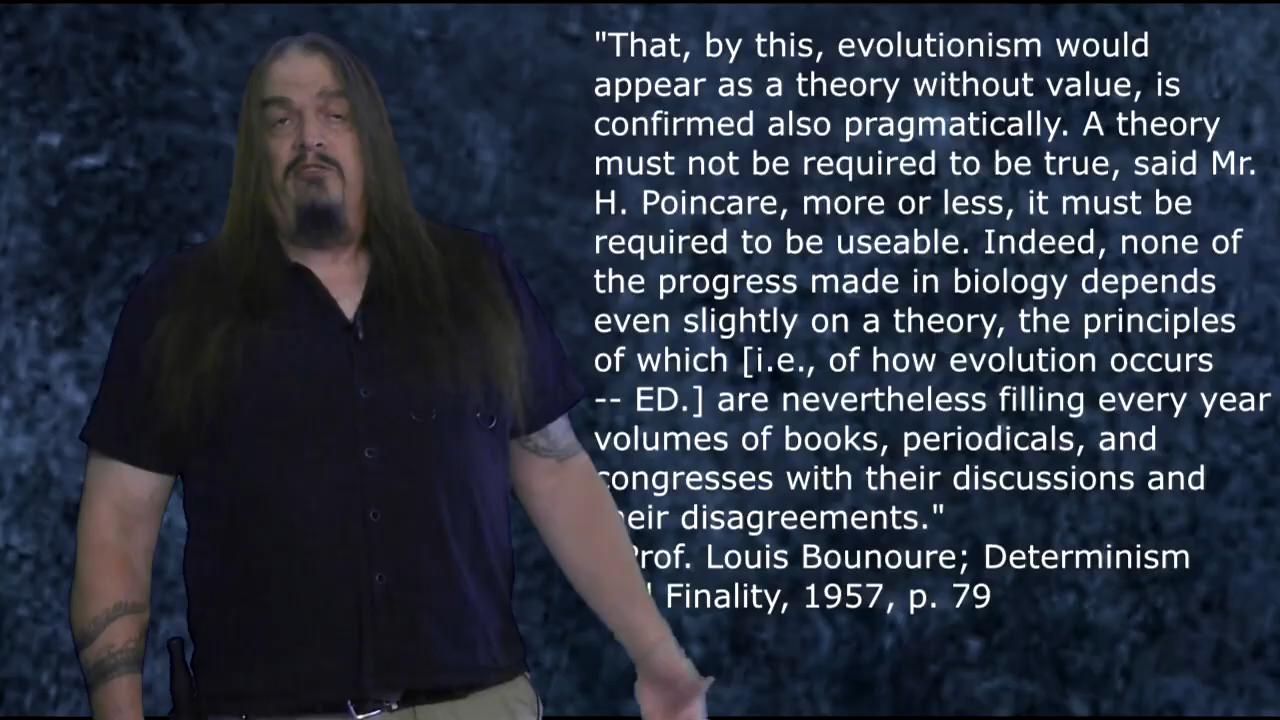 "That, by this, evolutionism would
appear as a theory without value, is
confirmed also pragmatically. A theory
must not be required to be true, said Mr.
H. Poincare, more or less, it must be
required to be useable. Indeed, none of
the progress made in biology depends
even slightly on a theory, the principles
of which [i.e., of how evolution occurs
-- ED.] are nevertheless filling every year
volumes of books, periodicals, and
congresses with their discussions and
their disagreements."
Prof. Louis Bounoure; Determinism
Finality, 1957, p. 79